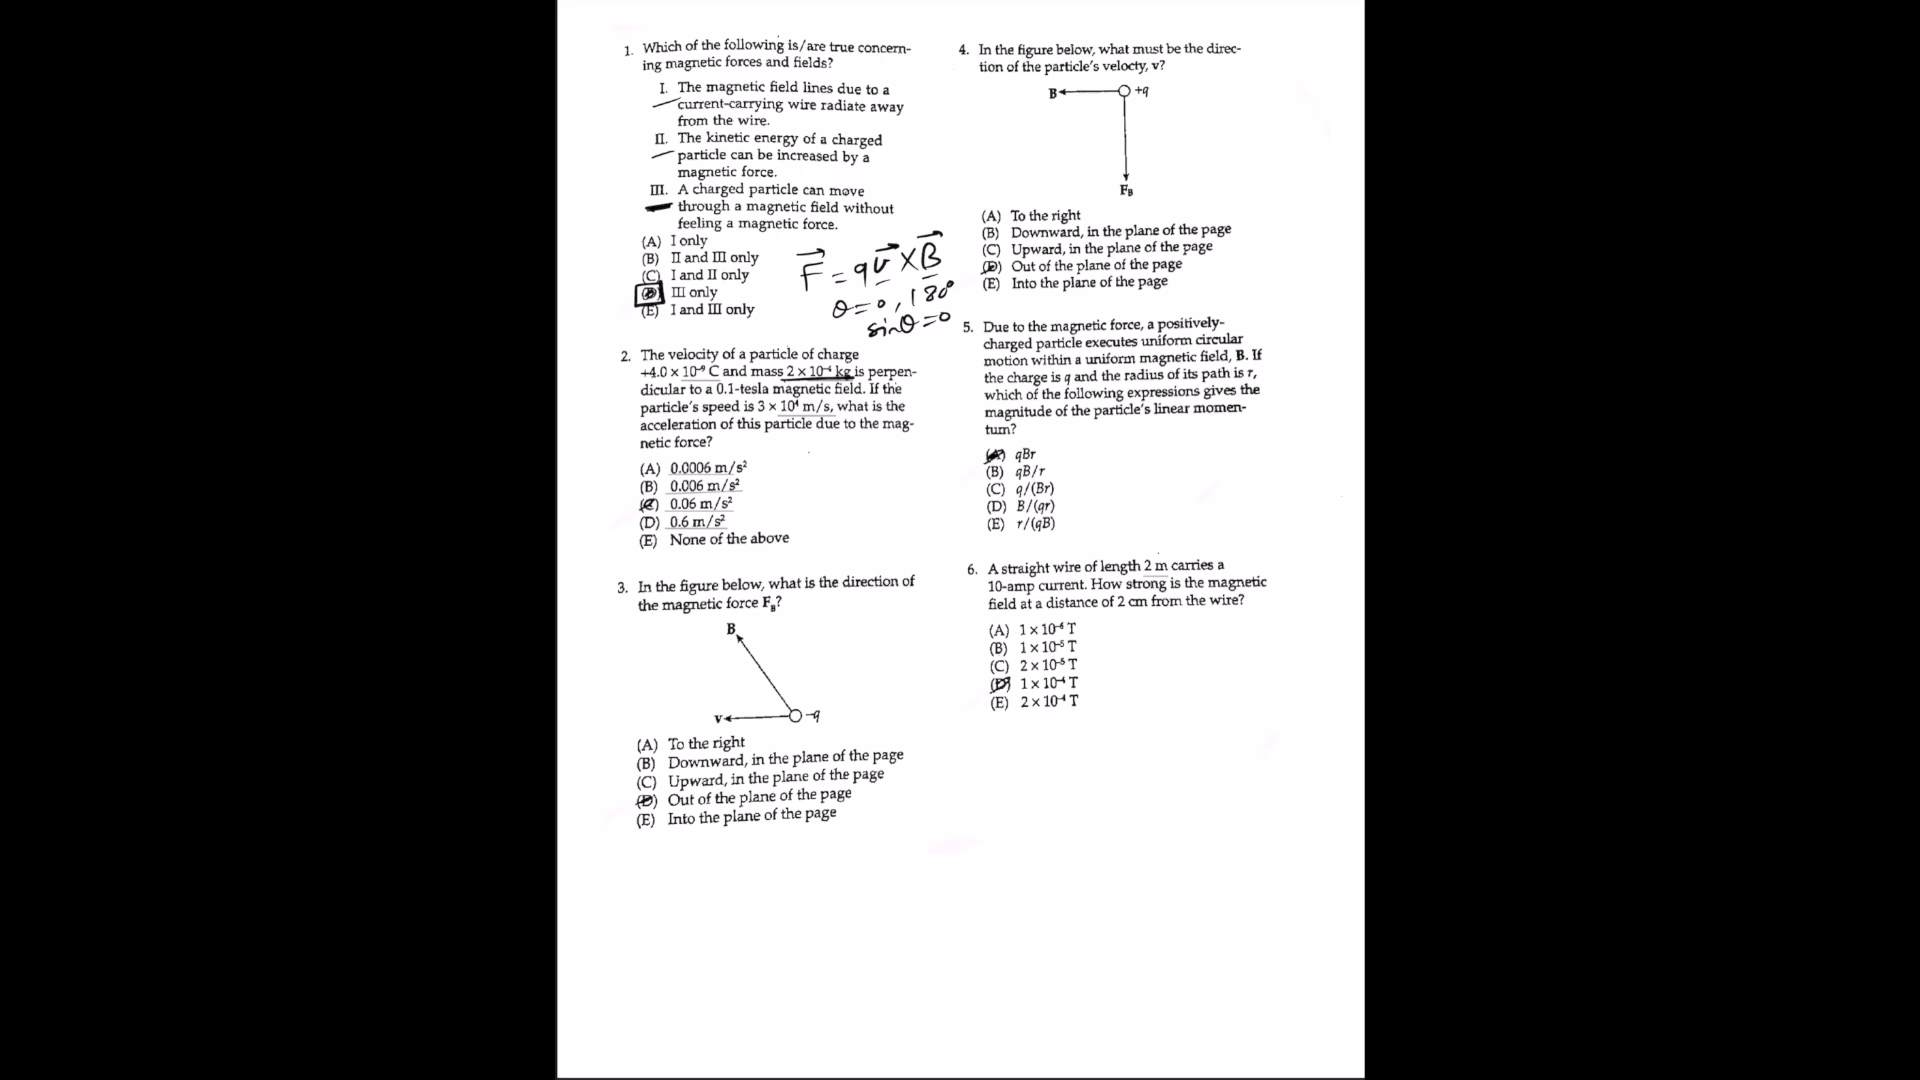 1. Which of the following is/are true concern-
ing magnetic forces and fields?
I. The magnetic field lines due to a
current-carrying wire radiate away
from the wire.
II. The kinetic energy of a charged
particle can be increased by a
magnetic force.
III. A charged particle can move
through a magnetic field without
feeling a magnetic force.
(A) I only
(B) II and III only
(C) I and II only
(D) III only
(E) I and III only
F = qv × B
θ = 0, 180°
sinθ = 0
2. The velocity of a particle of charge
+4.0 × 10⁻⁹ C and mass 2 × 10⁻⁴ kg is perpen-
dicular to a 0.1-tesla magnetic field. If the
particle's speed is 3 × 10⁴ m/s, what is the
acceleration of this particle due to the mag-
netic force?
(A) 0.0006 m/s²
(B) 0.006 m/s²
(C) 0.06 m/s²
(D) 0.6 m/s²
(E) None of the above
3. In the figure below, what is the direction of
the magnetic force F_B?
B
v
-q
(A) To the right
(B) Downward, in the plane of the page
(C) Upward, in the plane of the page
(D) Out of the plane of the page
(E) Into the plane of the page
4. In the figure below, what must be the direc-
tion of the particle's velocty, v?
B
+q
F_B
(A) To the right
(B) Downward, in the plane of the page
(C) Upward, in the plane of the page
(D) Out of the plane of the page
(E) Into the plane of the page
5. Due to the magnetic force, a positively-
charged particle executes uniform circular
motion within a uniform magnetic field, B. If
the charge is q and the radius of its path is r,
which of the following expressions gives the
magnitude of the particle's linear momen-
tum?
(A) qBr
(B) qB/r
(C) q/(Br)
(D) B/(qr)
(E) r/(qB)
6. A straight wire of length 2 m carries a
10-amp current. How strong is the magnetic
field at a distance of 2 cm from the wire?
(A) 1 × 10⁻⁶ T
(B) 1 × 10⁻⁵ T
(C) 2 × 10⁻⁵ T
(D) 1 × 10⁻⁴ T
(E) 2 × 10⁻⁴ T